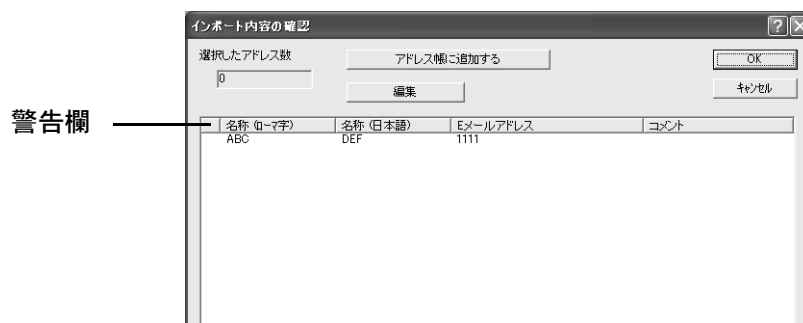 インポート内容の確認
選択したアドレス数
アドレス帳に追加する
OK
0
編集
キャンセル
警告欄
名称 (ローマ字) 名称 (日本語) Eメールアドレス コメント
ABC DEF 1111